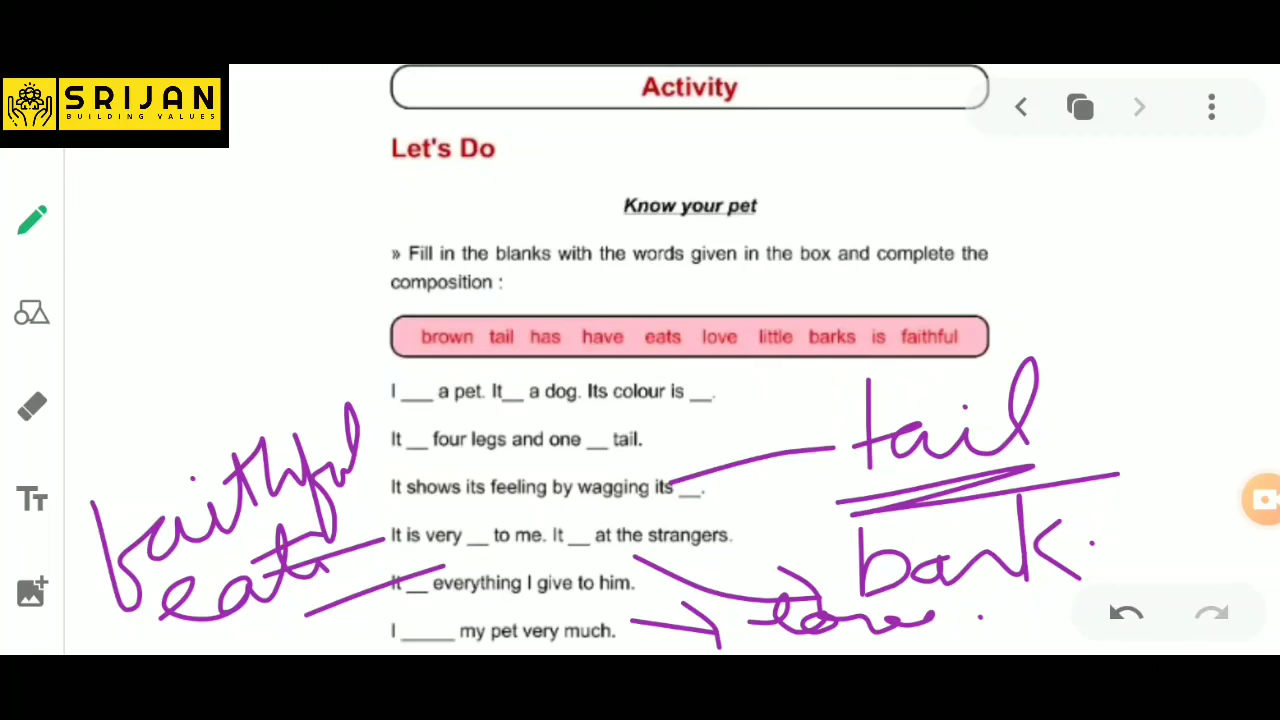 SRIJAN
BUILDING VALUES
Activity
Let's Do
Know your pet
» Fill in the blanks with the words given in the box and complete the
composition :
brown tail has have eats love little barks is faithful
I ___ a pet. It__ a dog. Its colour is __.
It __ four legs and one __ tail.
It shows its feeling by wagging its __.
It is very __ to me. It __ at the strangers.
It __ everything I give to him.
I _____ my pet very much.
tail
bark
love
faithful
eats
Tт